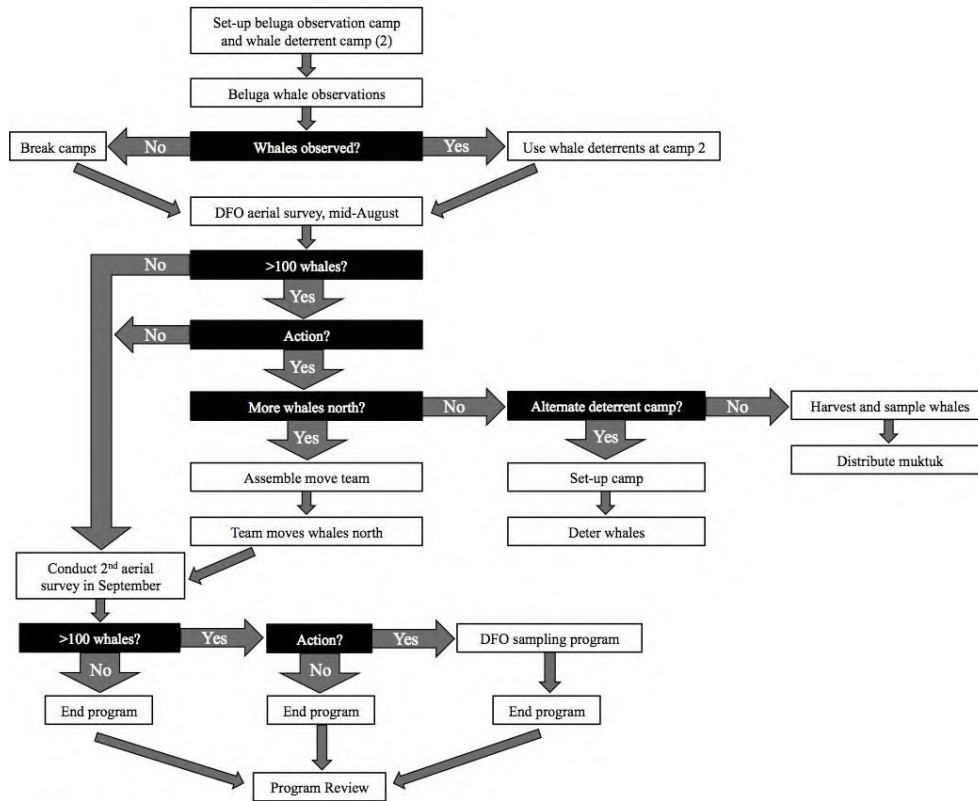 Set-up beluga observation camp
and whale deterrent camp (2)
Beluga whale observations
Break camps
No
Whales observed?
Yes
Use whale deterrents at camp 2
DFO aerial survey, mid-August
No
>100 whales?
Yes
No
Action?
Yes
More whales north?
No
Alternate deterrent camp?
No
Harvest and sample whales
Yes
Yes
Distribute muktuk
Assemble move team
Set-up camp
Team moves whales north
Deter whales
Conduct 2nd aerial
survey in September
>100 whales?
Yes
Action?
Yes
DFO sampling program
No
No
End program
End program
End program
Program Review